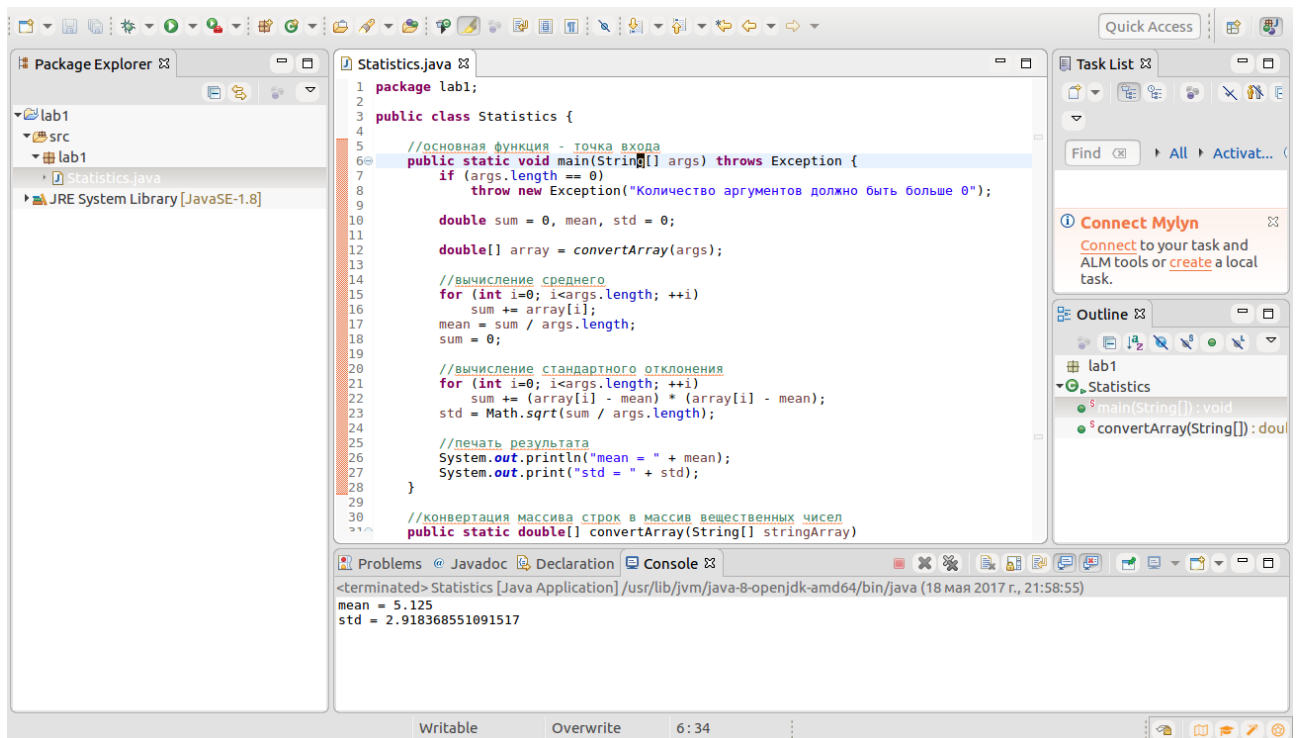 Quick Access
Package Explorer
lab1
src
lab1
Statistics.java
JRE System Library [JavaSE-1.8]
Statistics.java
1 package lab1;
2
3 public class Statistics {
4
5 //основная функция - точка входа
6 public static void main(String[] args) throws Exception {
7 if (args.length == 0)
8 throw new Exception("Количество аргументов должно быть больше 0");
9
10 double sum = 0, mean, std = 0;
11
12 double[] array = convertArray(args);
13
14 //вычисление среднего
15 for (int i=0; i<args.length; ++i)
16 sum += array[i];
17 mean = sum / args.length;
18 sum = 0;
19
20 //вычисление стандартного отклонения
21 for (int i=0; i<args.length; ++i)
22 sum += (array[i] - mean) * (array[i] - mean);
23 std = Math.sqrt(sum / args.length);
24
25 //печать результата
26 System.out.println("mean = " + mean);
27 System.out.print("std = " + std);
28 }
29
30 //конвертация массива строк в массив вещественных чисел
31 public static double[] convertArray(String[] stringArray)
Task List
Find All Activat...
Connect Mylyn
Connect to your task and
ALM tools or create a local
task.
Outline
lab1
Statistics
main(String[]) : void
convertArray(String[]) : doul
Problems @ Javadoc Declaration Console
<terminated> Statistics [Java Application] /usr/lib/jvm/java-8-openjdk-amd64/bin/java (18 мая 2017 г., 21:58:55)
mean = 5.125
std = 2.918368551091517
Writable Overwrite 6:34